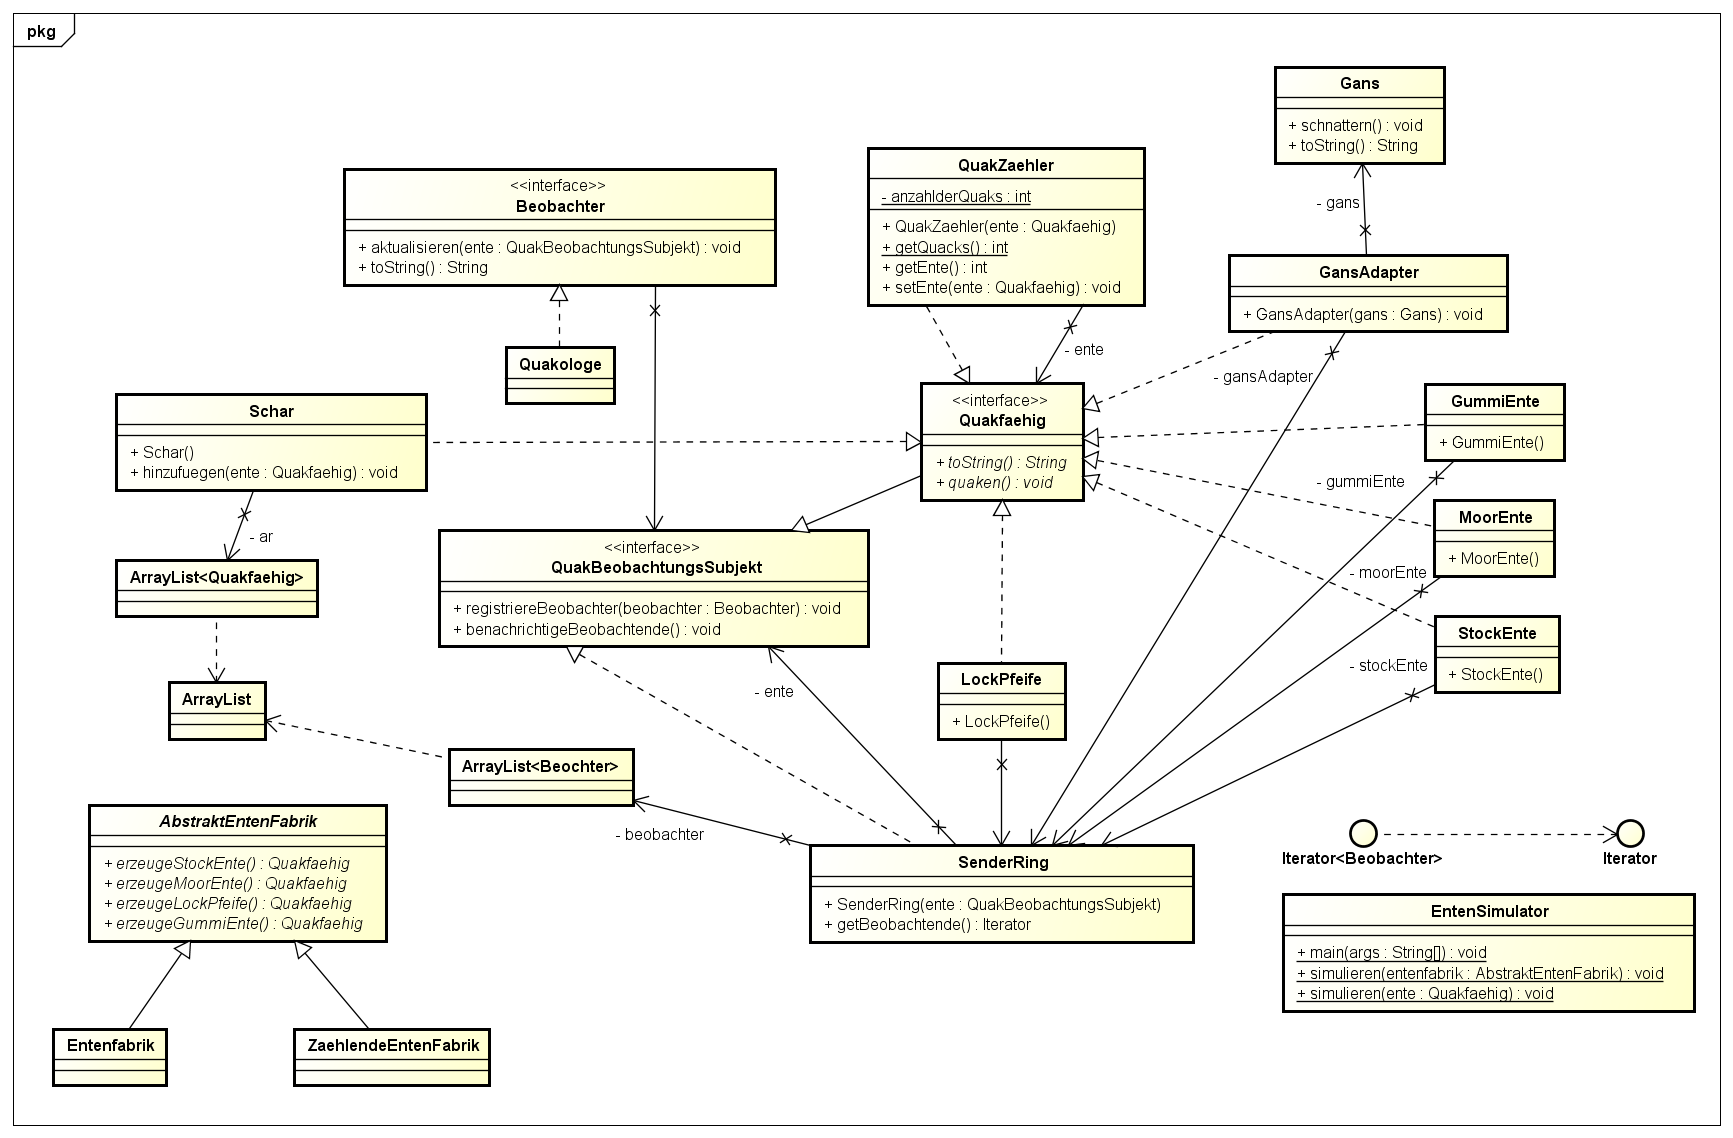 pkg
Gans
+ schnattern() : void
+ toString() : String
- gans
QuakZaehler
- anzahlderQuaks : int
+ QuakZaehler(ente : Quakfaehig)
+ getQuacks() : int
+ getEnte() : int
+ setEnte(ente : Quakfaehig) : void
- ente
<<interface>>
Beobachter
+ aktualisieren(ente : QuakBeobachtungsSubjekt) : void
+ toString() : String
GansAdapter
+ GansAdapter(gans : Gans) : void
- gansAdapter
Quakologe
Schar
+ Schar()
+ hinzufuegen(ente : Quakfaehig) : void
- ar
<<interface>>
Quakfaehig
+ toString() : String
+ quaken() : void
GummiEnte
+ GummiEnte()
- gummiEnte
MoorEnte
+ MoorEnte()
- moorEnte
ArrayList<Quakfaehig>
<<interface>>
QuakBeobachtungsSubjekt
+ registriereBeobachter(beobachter : Beobachter) : void
+ benachrichtigeBeobachtende() : void
StockEnte
+ StockEnte()
- stockEnte
- ente
LockPfeife
+ LockPfeife()
ArrayList
ArrayList<Beochter>
- beobachter
AbstraktEntenFabrik
+ erzeugeStockEnte() : Quakfaehig
+ erzeugeMoorEnte() : Quakfaehig
+ erzeugeLockPfeife() : Quakfaehig
+ erzeugeGummiEnte() : Quakfaehig
SenderRing
+ SenderRing(ente : QuakBeobachtungsSubjekt)
+ getBeobachtende() : Iterator
Iterator<Beobachter>
Iterator
EntenSimulator
+ main(args : String[]) : void
+ simulieren(entenfabrik : AbstraktEntenFabrik) : void
+ simulieren(ente : Quakfaehig) : void
Entenfabrik
ZaehlendeEntenFabrik